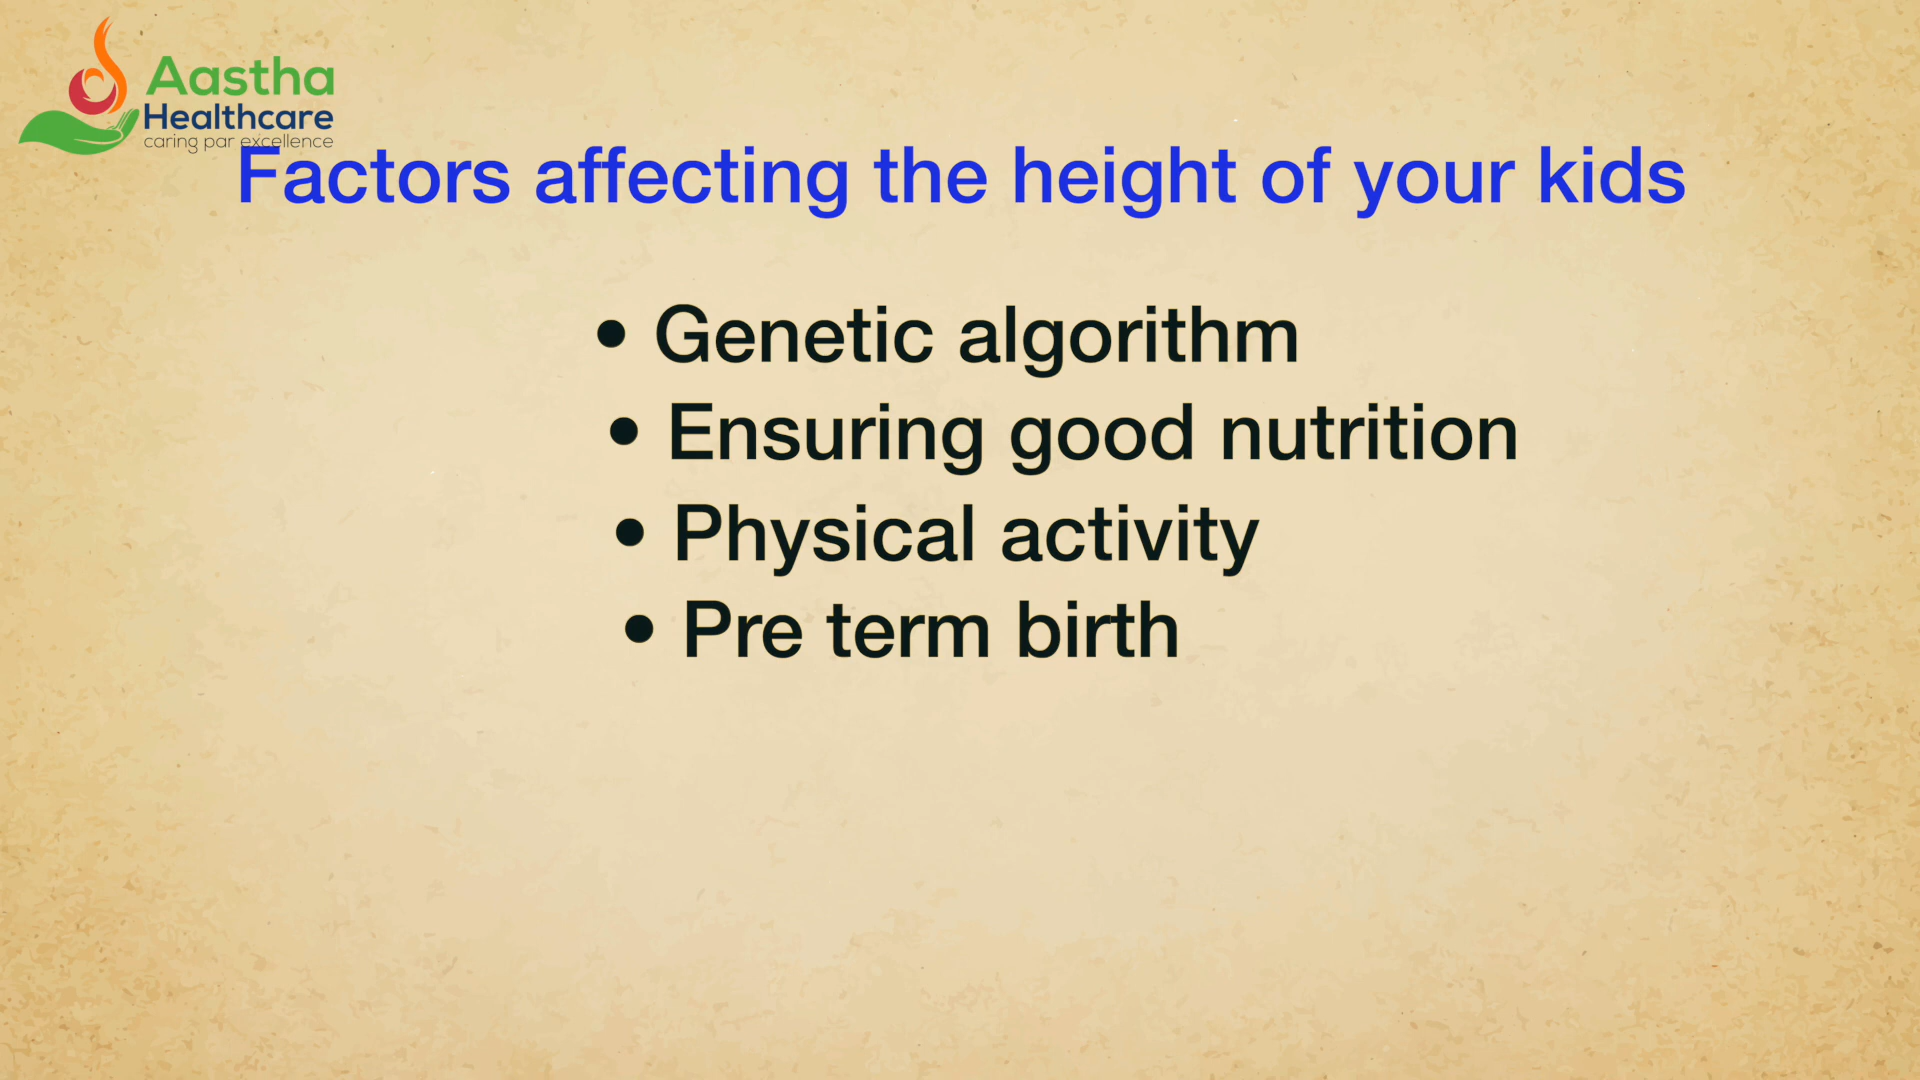 Aastha
Healthcare
caring par excellence
Factors affecting the height of your kids
• Genetic algorithm
• Ensuring good nutrition
• Physical activity
• Pre term birth